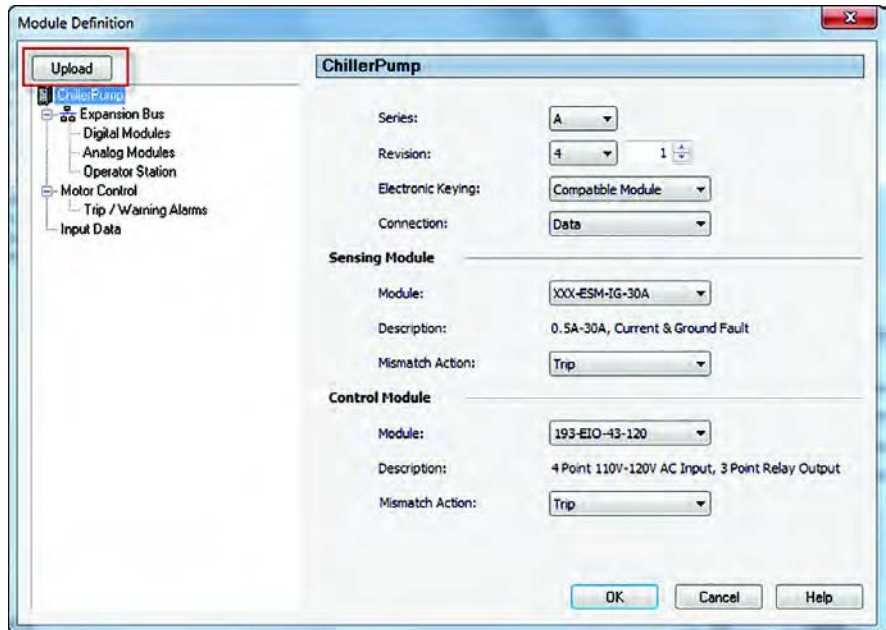 Module Definition
Upload
ChillerPump
Expansion Bus
Digital Modules
Analog Modules
Operator Station
Motor Control
Trip / Warning Alarms
Input Data
ChillerPump
Series: A
Revision: 4 1
Electronic Keying: Compatible Module
Connection: Data
Sensing Module
Module: XXX-ESM-IG-30A
Description: 0.5A-30A, Current & Ground Fault
Mismatch Action: Trip
Control Module
Module: 193-EIO-43-120
Description: 4 Point 110V-120V AC Input, 3 Point Relay Output
Mismatch Action: Trip
OK Cancel Help